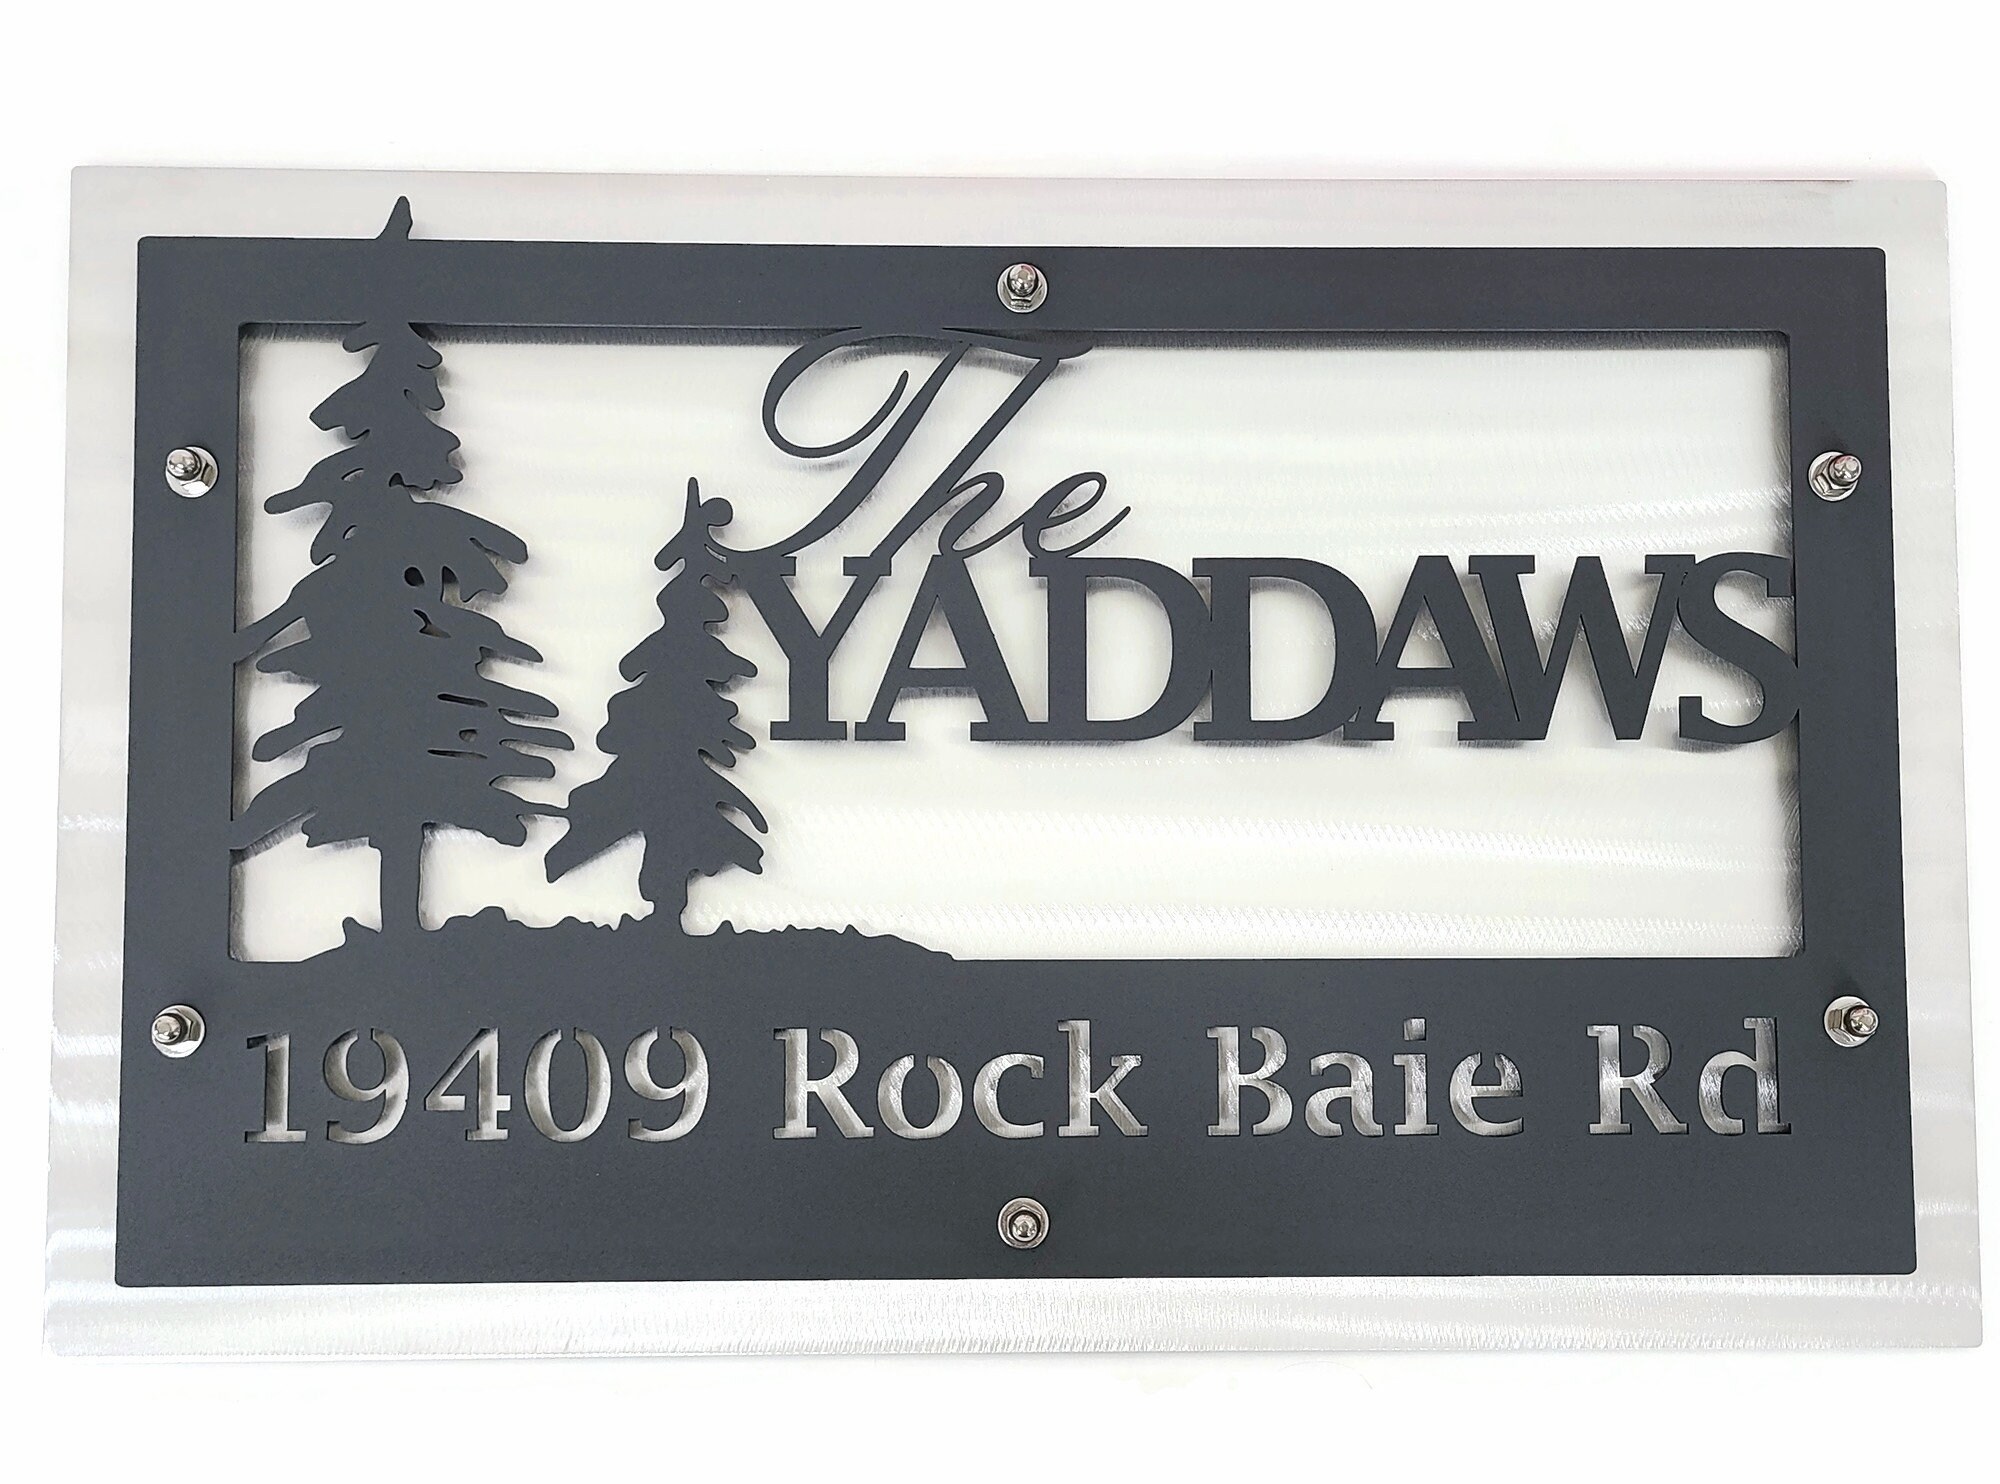 The
YADDAWS
19409 Rock Baie Rd